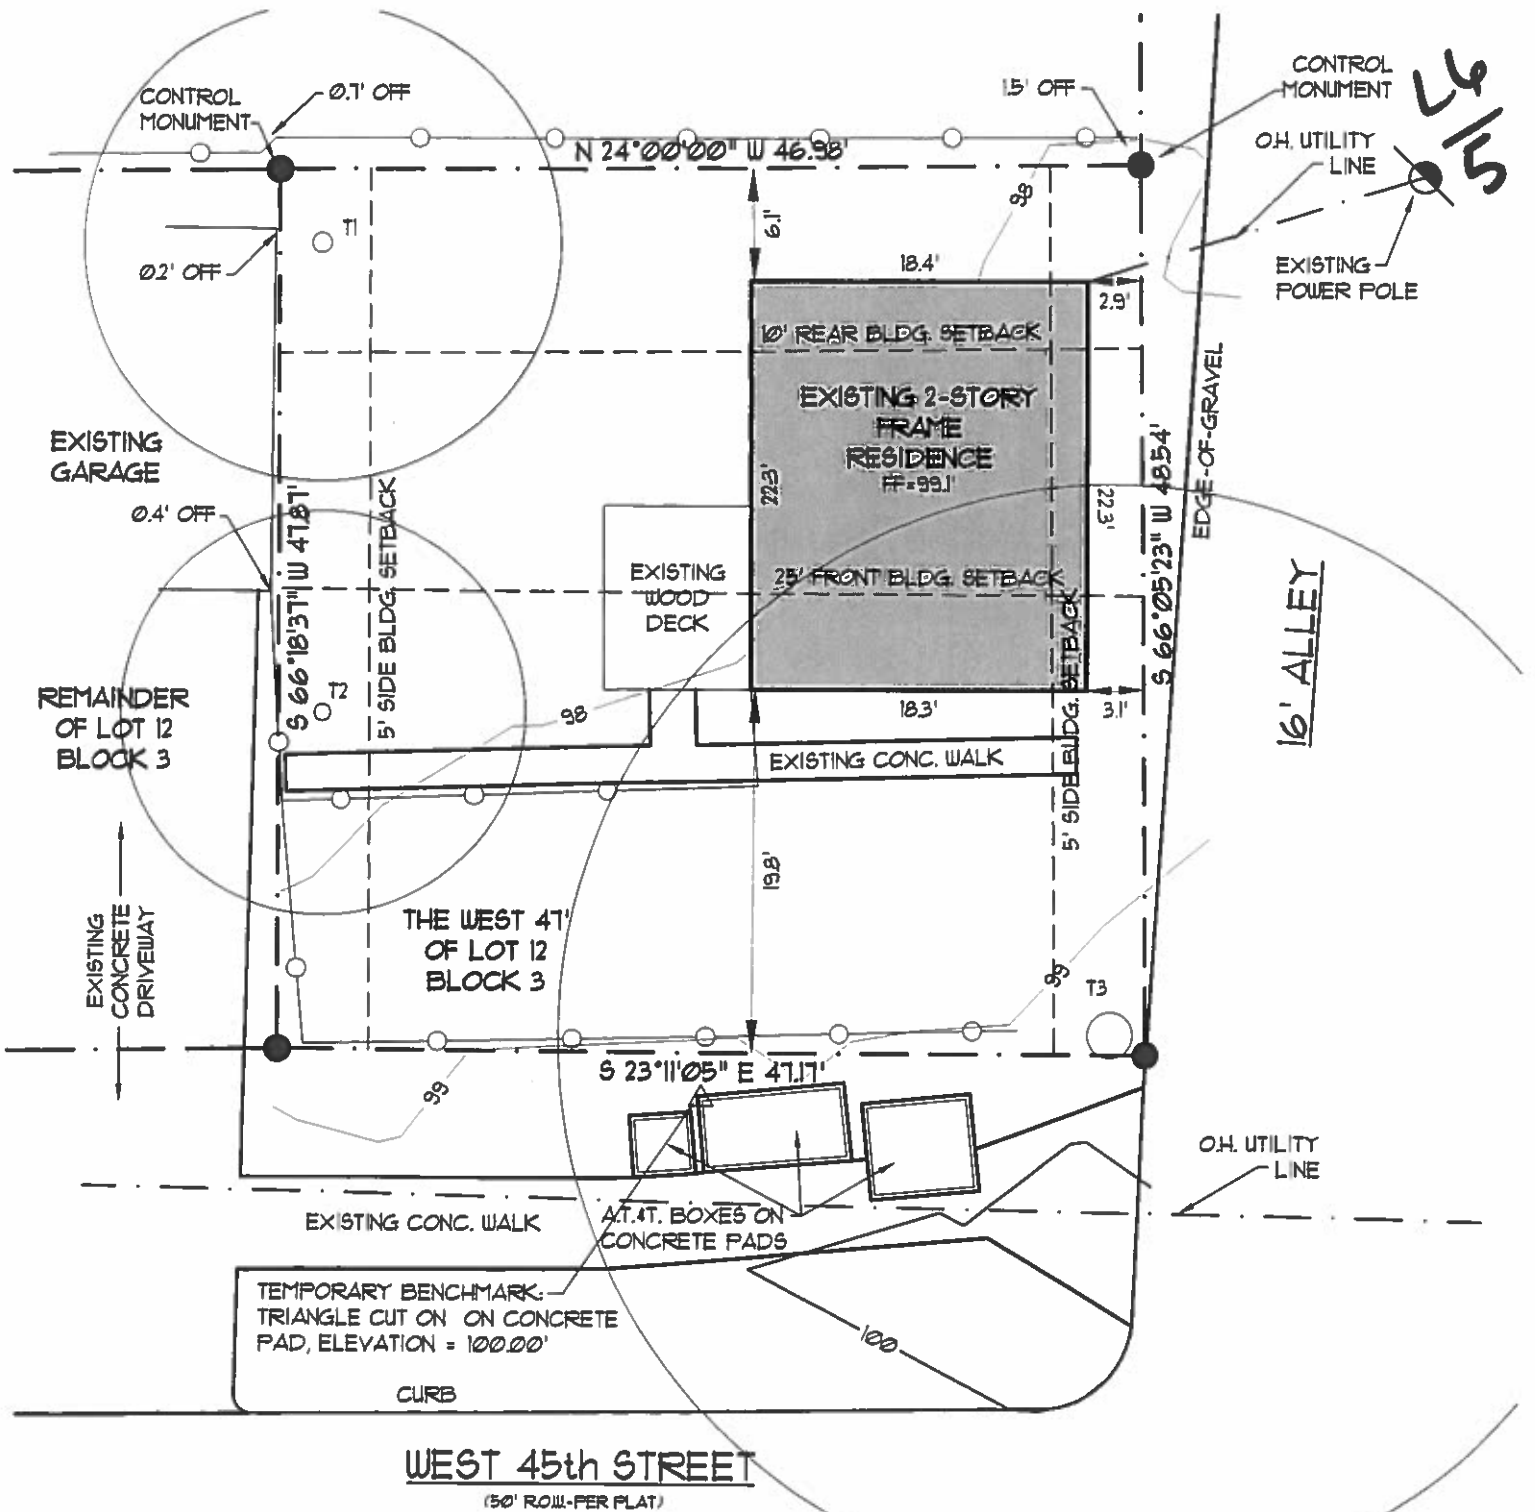 CONTROL
MONUMENT
0.7' OFF
1.5' OFF
CONTROL
MONUMENT
L6/5
N 24°00'00" W 46.98'
O.H. UTILITY
LINE
T1
98
6.1'
0.2' OFF
18.4'
EXISTING
POWER POLE
2.9'
10' REAR BLDG. SETBACK
EXISTING 2-STORY
FRAME
RESIDENCE
FF=99.1'
EDGE-OF-GRAVEL
EXISTING
GARAGE
S 66°18'37" W 47.87'
5' SIDE BLDG. SETBACK
22.3'
22.3'
S 66°05'23" W 48.54'
0.4' OFF
EXISTING
WOOD
DECK
25' FRONT BLDG. SETBACK
16' ALLEY
REMAINDER
OF LOT 12
BLOCK 3
T2
98
18.3'
3.1'
EXISTING CONC. WALK
5' SIDE BLDG. SETBACK
19.8'
EXISTING
CONCRETE
DRIVEWAY
THE WEST 47'
OF LOT 12
BLOCK 3
99
T3
S 23°11'05" E 47.17'
99
O.H. UTILITY
LINE
EXISTING CONC. WALK
A.T.&T. BOXES ON
CONCRETE PADS
TEMPORARY BENCHMARK:
TRIANGLE CUT ON ON CONCRETE
PAD, ELEVATION = 100.00'
100
CURB
WEST 45th STREET
(50' R.O.W.-PER PLAT)